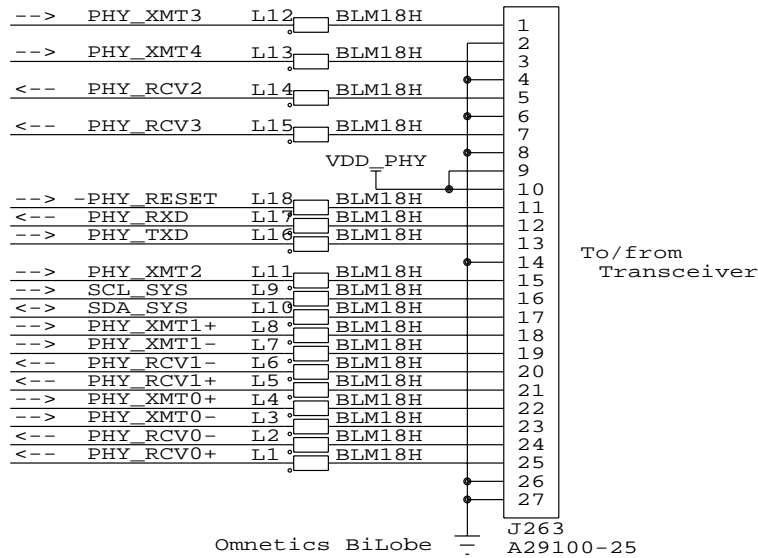 --> PHY_XMT3 L12 BLM18H 1
2
--> PHY_XMT4 L13 BLM18H 3
4
<-- PHY_RCV2 L14 BLM18H 5
6
<-- PHY_RCV3 L15 BLM18H 7
8
VDD_PHY 9
10
--> -PHY_RESET L18 BLM18H 11
<-- PHY_RXD L17 BLM18H 12
--> PHY_TXD L16 BLM18H 13
14
To/from
Transceiver
--> PHY_XMT2 L11 BLM18H 15
--> SCL_SYS L9 BLM18H 16
<-> SDA_SYS L10 BLM18H 17
--> PHY_XMT1+ L8 BLM18H 18
--> PHY_XMT1- L7 BLM18H 19
<-- PHY_RCV1- L6 BLM18H 20
<-- PHY_RCV1+ L5 BLM18H 21
--> PHY_XMT0+ L4 BLM18H 22
--> PHY_XMT0- L3 BLM18H 23
<-- PHY_RCV0- L2 BLM18H 24
<-- PHY_RCV0+ L1 BLM18H 25
26
27
J263
Omnetics BiLobe A29100-25